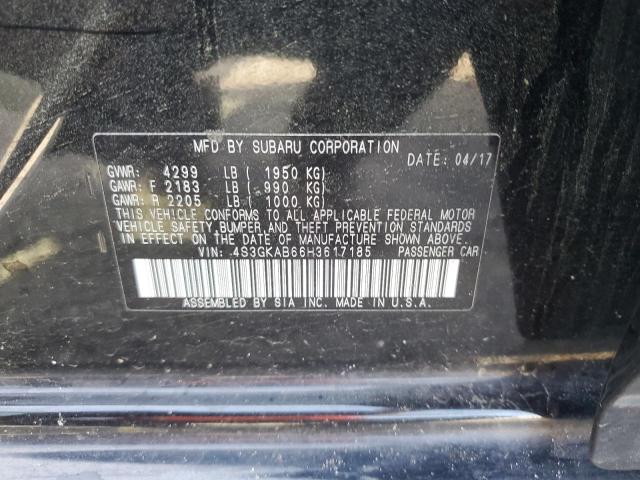 MFD BY SUBARU CORPORATION
DATE: 04/17
GVWR: 4299 LB ( 1950 KG)
GAWR: F 2183 LB ( 990 KG)
GAWR: R 2205 LB ( 1000 KG)
THIS VEHICLE CONFORMS TO ALL APPLICABLE FEDERAL MOTOR
VEHICLE SAFETY, BUMPER, AND THEFT PREVENTION STANDARDS
IN EFFECT ON THE DATE OF MANUFACTURE SHOWN ABOVE.
VIN: 4S3GKAB66H3617185 PASSENGER CAR
ASSEMBLED BY SIA INC. MADE IN U.S.A.